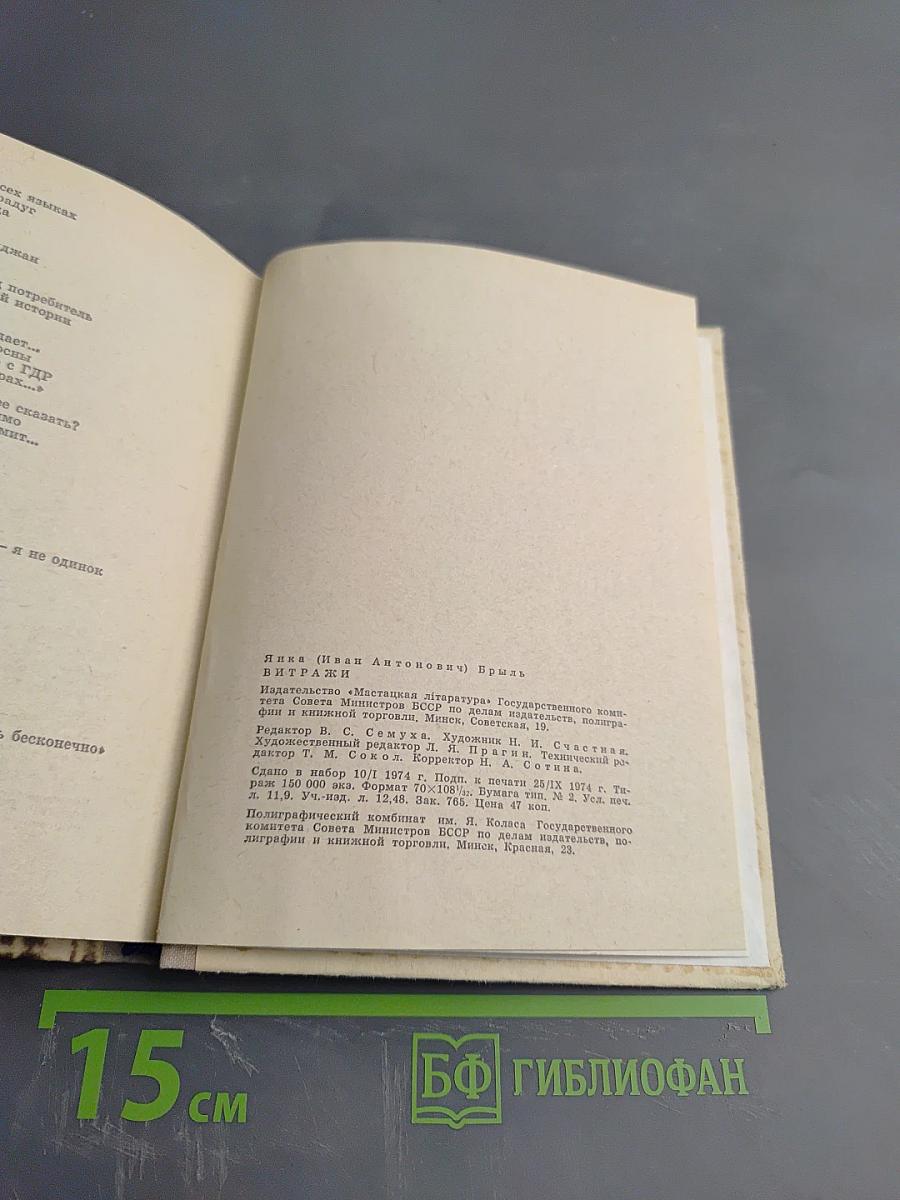 сех языках
радуг
да
джан
потребитель
й истории
дает...
осны
с ГДР
рах...»
ее сказать?
имо
мит...
— я не одинок
ь бесконечно»
Янка (Иван Антонович) Брыль
ВИТРАЖИ
Издательство «Мастацкая літаратура» Государственного коми-
тета Совета Министров БССР по делам издательств, полигра-
фии и книжной торговли. Минск, Советская, 19.
Редактор В. С. Семуха. Художник Н. И. Счастная.
Художественный редактор Л. Я. Прагин. Технический ре-
дактор Т. М. Сокол. Корректор Н. А. Сотина.
Сдано в набор 10/I 1974 г. Подп. к печати 25/IX 1974 г. Ти-
раж 150 000 экз. Формат 70×108¹/₃₂. Бумага тип. № 2. Усл. печ.
л. 11,9. Уч.-изд. л. 12,48. Зак. 765. Цена 47 коп.
Полиграфический комбинат им. Я. Коласа Государственного
комитета Совета Министров БССР по делам издательств, по-
лиграфии и книжной торговли, Минск, Красная, 23.
15 см
БФ ГИБЛИОФАН